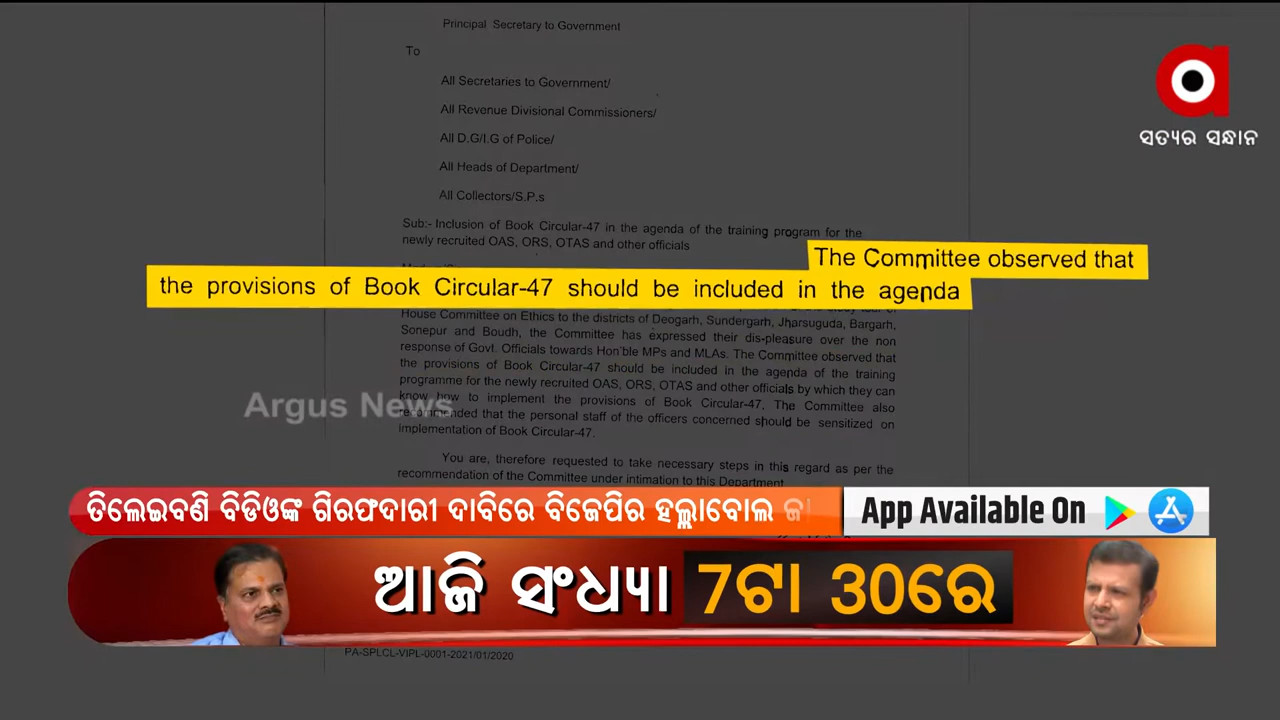 Principal Secretary to Government
To
All Secretaries to Government/
All Revenue Divisional Commissioners/
All D.G/I.G of Police/
All Heads of Department/
All Collectors/S.P.s
Sub:- Inclusion of Book Circular-47 in the agenda of the training program for the
newly recruited OAS, ORS, OTAS and other officials
ସତ୍ୟର ସନ୍ଧାନ
The Committee observed that
the provisions of Book Circular-47 should be included in the agenda
House Committee on Ethics to the districts of Deogarh, Sundergarh, Jharsuguda, Bargarh,
Sonepur and Boudh, the Committee has expressed their dis-pleasure over the non
response of Govt. Officials towards Hon'ble MPs and MLAs. The Committee observed that
the provisions of Book Circular-47 should be included in the agenda of the training
programme for the newly recruited OAS, ORS, OTAS and other officials by which they can
know how to implement the provisions of Book Circular-47. The Committee also
that the personal staff of the officers concerned should be sensitized on
implementation of Book Circular-47.
Argus News
You are, therefore requested to take necessary steps in this regard as per the
recommendation of the Committee under intimation to this Department
ତିଲେଇବଣି ବିଡିଓଙ୍କ ଗିରଫଦାରୀ ଦାବିରେ ବିଜେପିର ହଲ୍ଲାବୋଲ
App Available On
ଆଜି ସଂଧ୍ୟା 7ଟା 30ରେ
PA-SPLCL-VIPL-0001-2021/01/2020